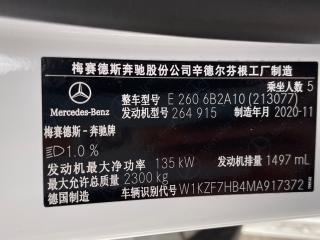 梅赛德斯奔驰股份公司辛德尔芬根工厂制造
乘坐人数 5
整车型号 E 260 6B2A10 (213077)
Mercedes-Benz 发动机型号 264 915 制造年月 2020-11
梅赛德斯-奔驰牌
1.0 %
发动机最大净功率 135 kW 发动机排量 1497 mL
最大允许总质量 2300 kg
德国制造 车辆识别代号 W1KZF7HB4MA917372